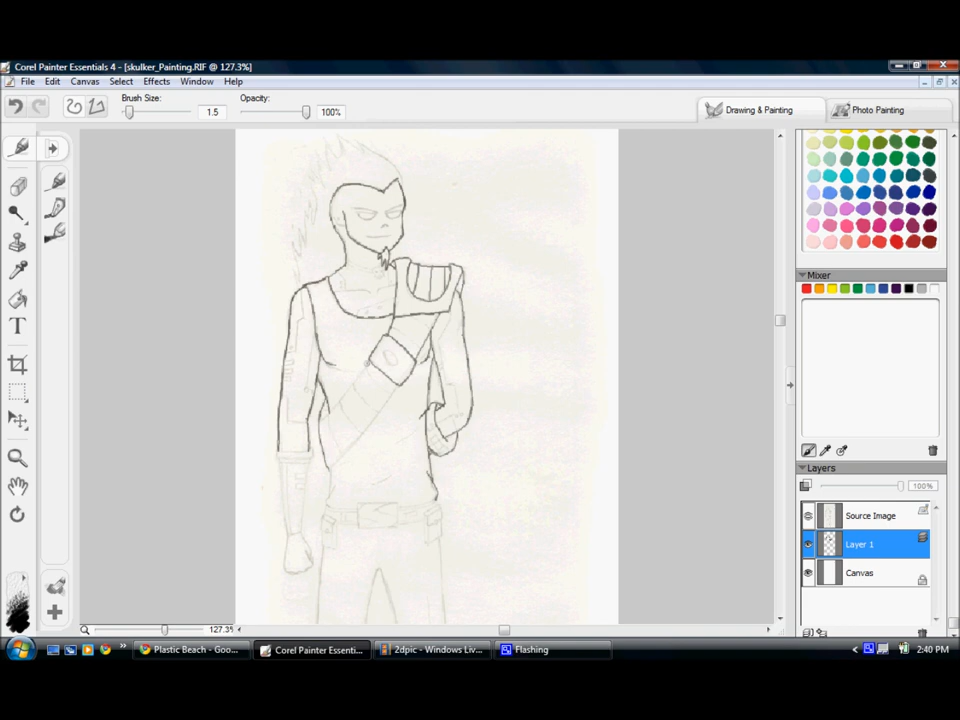 Corel Painter Essentials 4 - [skulker_Painting.RIF @ 127.3%]
File Edit Canvas Select Effects Window Help
Brush Size: 1.5 Opacity: 100%
Drawing & Painting Photo Painting
T
Mixer
Layers
100%
Source Image
Layer 1
Canvas
127.3%
Plastic Beach - Goo... Corel Painter Essenti... 2dpic - Windows Liv... Flashing 2:40 PM